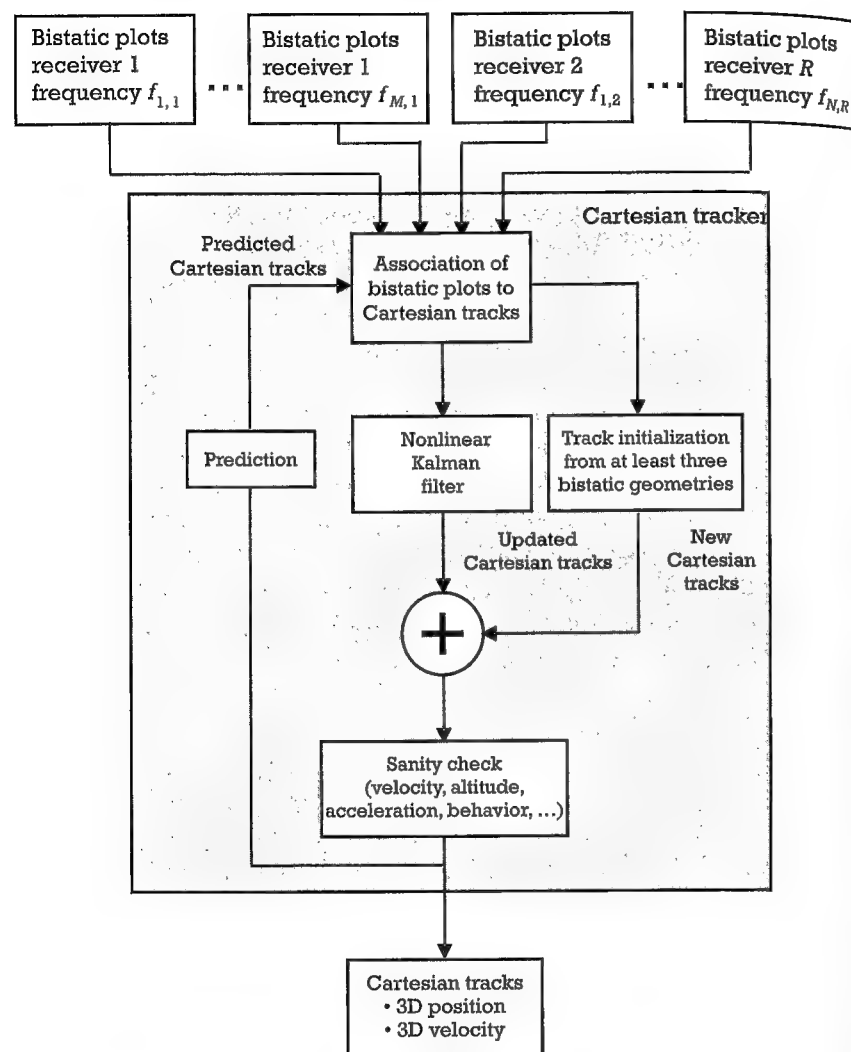 Bistatic plots
receiver 1
frequency f1,1
...
Bistatic plots
receiver 1
frequency fM,1
Bistatic plots
receiver 2
frequency f1,2
...
Bistatic plots
receiver R
frequency fN,R
Cartesian tracker
Predicted
Cartesian tracks
Association of
bistatic plots to
Cartesian tracks
Prediction
Nonlinear
Kalman
filter
Track initialization
from at least three
bistatic geometries
Updated
Cartesian tracks
New
Cartesian
tracks
+
Sanity check
(velocity, altitude,
acceleration, behavior, ...)
Cartesian tracks
• 3D position
• 3D velocity